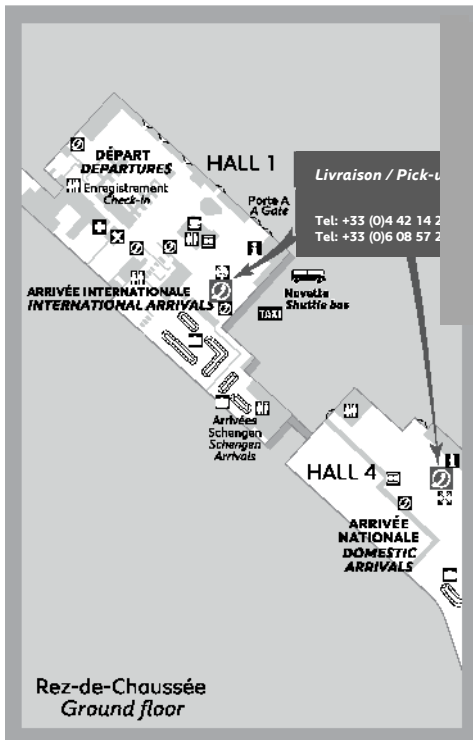 HALL 1
DÉPART
DEPARTURES
Enregistrement
Check-in
Porte A
A Gate
Livraison / Pick-u
Tel: +33 (0)4 42 14 2
Tel: +33 (0)6 08 57 2
ARRIVÉE INTERNATIONALE
INTERNATIONAL ARRIVALS
TAXI
Navette
Shuttle bus
Arrivées
Schengen
Schengen
Arrivals
HALL 4
ARRIVÉE
NATIONALE
DOMESTIC
ARRIVALS
Rez-de-Chaussée
Ground floor